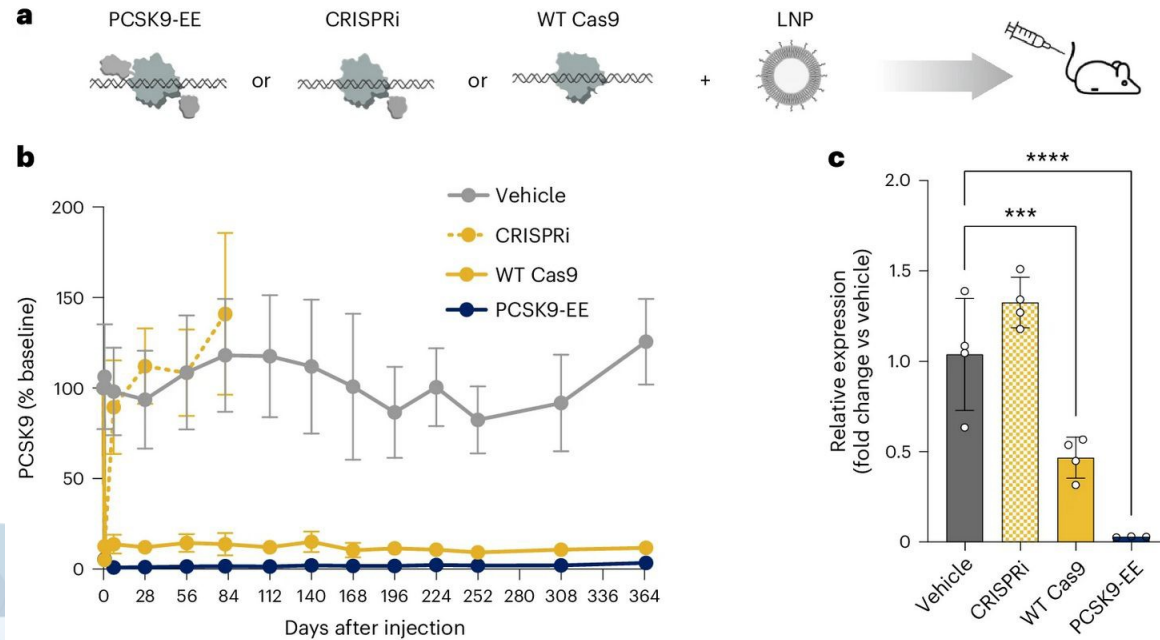 a
PCSK9-EE
CRISPRi
WT Cas9
LNP
or
or
+
b
PCSK9 (% baseline)
200
150
100
50
0
Vehicle
CRISPRi
WT Cas9
PCSK9-EE
0 28 56 84 112 140 168 196 224 252 280 308 336 364
Days after injection
c
Relative expression
(fold change vs vehicle)
2.0
1.5
1.0
0.5
0
****
***
Vehicle
CRISPRi
WT Cas9
PCSK9-EE